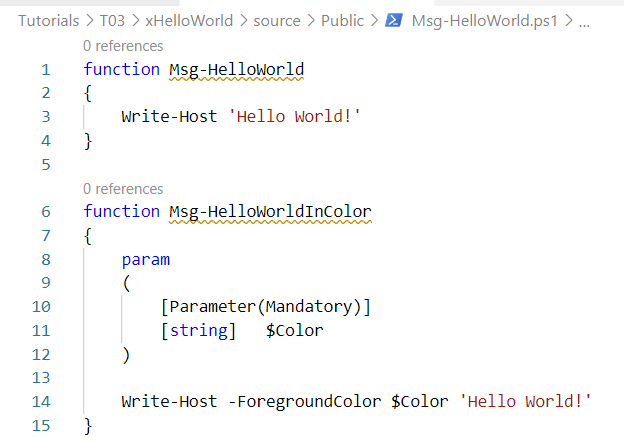 Tutorials > T03 > xHelloWorld > source > Public > Msg-HelloWorld.ps1 > ...
0 references
1 function Msg-HelloWorld
2 {
3     Write-Host 'Hello World!'
4 }
5
0 references
6 function Msg-HelloWorldInColor
7 {
8     param
9     (
10         [Parameter(Mandatory)]
11         [string]   $Color
12     )
13
14     Write-Host -ForegroundColor $Color 'Hello World!'
15 }